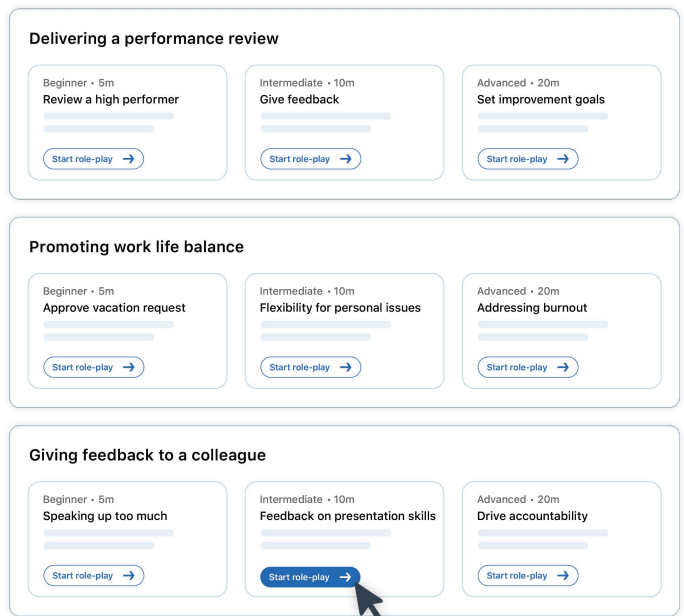 Delivering a performance review
Beginner • 5m
Review a high performer
Start role-play →
Intermediate • 10m
Give feedback
Start role-play →
Advanced • 20m
Set improvement goals
Start role-play →
Promoting work life balance
Beginner • 5m
Approve vacation request
Start role-play →
Intermediate • 10m
Flexibility for personal issues
Start role-play →
Advanced • 20m
Addressing burnout
Start role-play →
Giving feedback to a colleague
Beginner • 5m
Speaking up too much
Start role-play →
Intermediate • 10m
Feedback on presentation skills
Start role-play →
Advanced • 20m
Drive accountability
Start role-play →